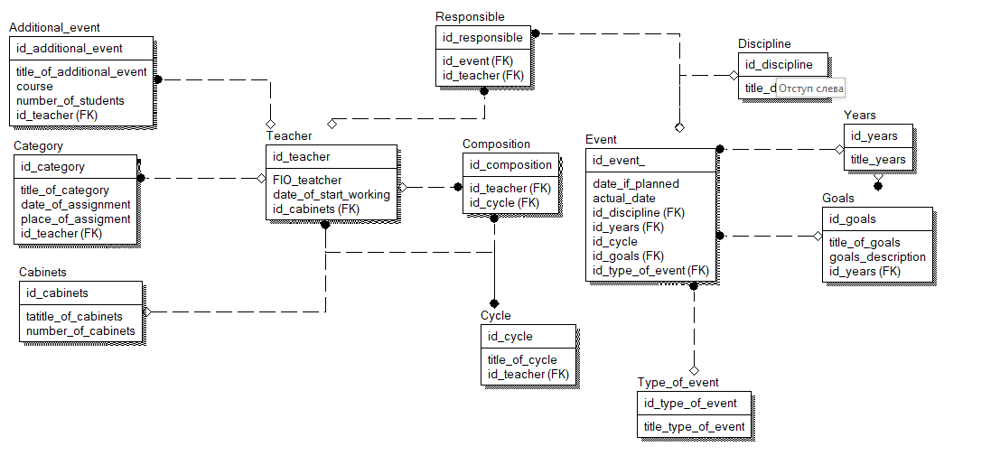 Additional_event
id_additional_event
title_of_additional_event
course
number_of_students
id_teacher (FK)
Responsible
id_responsible
id_event (FK)
id_teacher (FK)
Discipline
id_discipline
title_d
Отступ слева
Years
id_years
title_years
Category
id_category
title_of_category
date_of_assignment
place_of_assigment
id_teacher (FK)
Teacher
id_teacher
FIO_teatcher
date_of_start_working
id_cabinets (FK)
Composition
id_composition
id_teacher (FK)
id_cycle (FK)
Event
id_event_
date_if_planned
actual_date
id_discipline (FK)
id_years (FK)
id_cycle
id_goals (FK)
id_type_of_event (FK)
Goals
id_goals
title_of_goals
goals_description
id_years (FK)
Cabinets
id_cabinets
tatitle_of_cabinets
number_of_cabinets
Cycle
id_cycle
title_of_cycle
id_teacher (FK)
Type_of_event
id_type_of_event
title_type_of_event